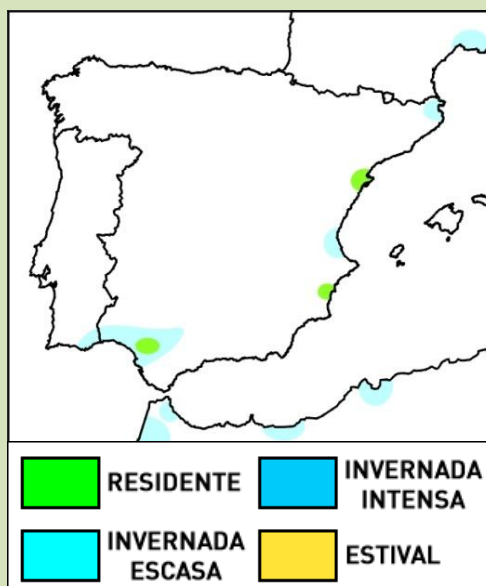 RESIDENTE
INVERNADA
INTENSA
INVERNADA
ESCASA
ESTIVAL